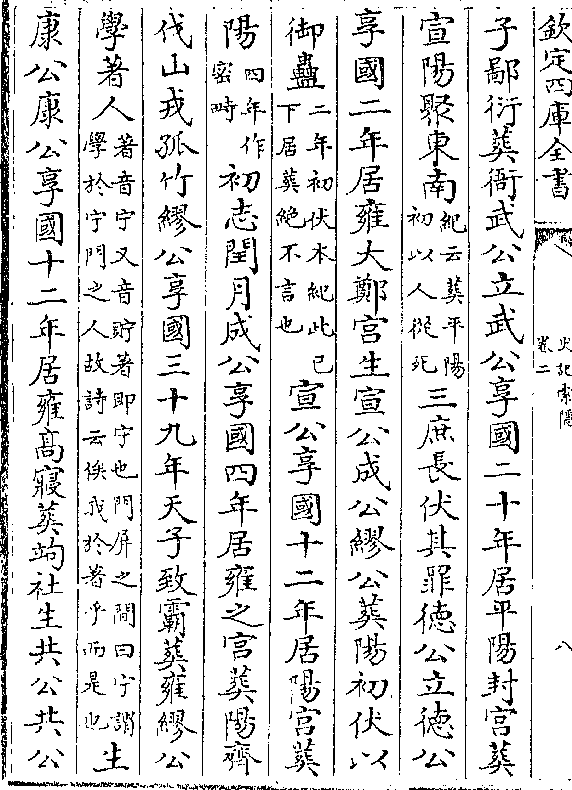 欽定四庫全書
史記索隱
卷二
八
子鄙衍葬衙武公立武公享國二十年居平陽封宮葬
宣陽聚東南紀云葬平陽初以人從死三庶長伏其罪德公立德公
享國二年居雍大鄭宮生宣公成公繆公葬陽初伏以
御蠱二年初伏本紀此已下居葬絶不言也宣公享國十二年居陽宮葬
陽四年作密畤初志閏月成公享國四年居雍之宮葬陽齊
伐山戎孤竹繆公享國三十九年天子致霸葬雍繆公
學著人著音宁又音貯著即宁也門屏之間曰宁謂學於宁門之人故詩云俟我於著乎而是也生
康公康公享國十二年居雍高寢葬竘社生共公共公